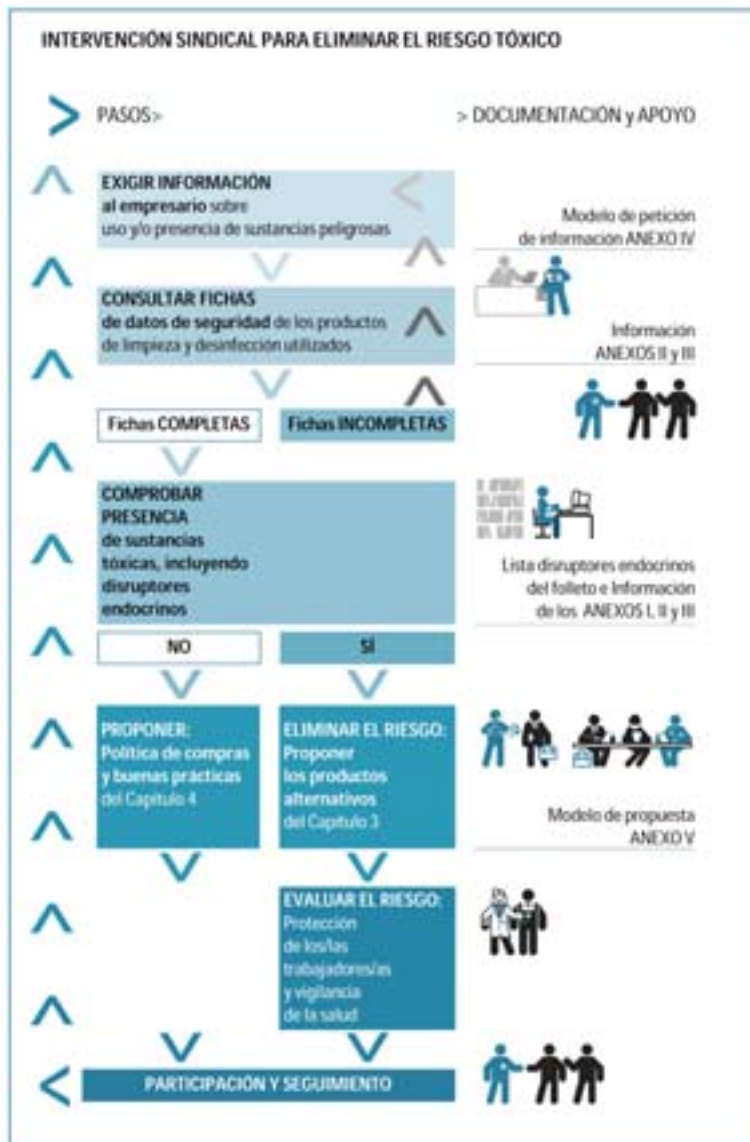 INTERVENCIÓN SINDICAL PARA ELIMINAR EL RIESGO TÓXICO
PASOS>
> DOCUMENTACIÓN y APOYO
EXIGIR INFORMACIÓN
al empresario sobre
uso y/o presencia de sustancias peligrosas
Modelo de petición
de información ANEXO IV
CONSULTAR FICHAS
de datos de seguridad de los productos
de limpieza y desinfección utilizados
Información
ANEXOS II y III
Fichas COMPLETAS
Fichas INCOMPLETAS
COMPROBAR
PRESENCIA
de sustancias
tóxicas, incluyendo
disruptores
endocrinos
Lista disruptores endocrinos
del folleto e Información
de los ANEXOS I, II y III
NO
SÍ
PROPONER:
Política de compras
y buenas prácticas
del Capítulo 4
ELIMINAR EL RIESGO:
Proponer
los productos
alternativos
del Capítulo 3
Modelo de propuesta
ANEXO V
EVALUAR EL RIESGO:
Protección
de los/las
trabajadores/as
y vigilancia
de la salud
PARTICIPACIÓN Y SEGUIMIENTO